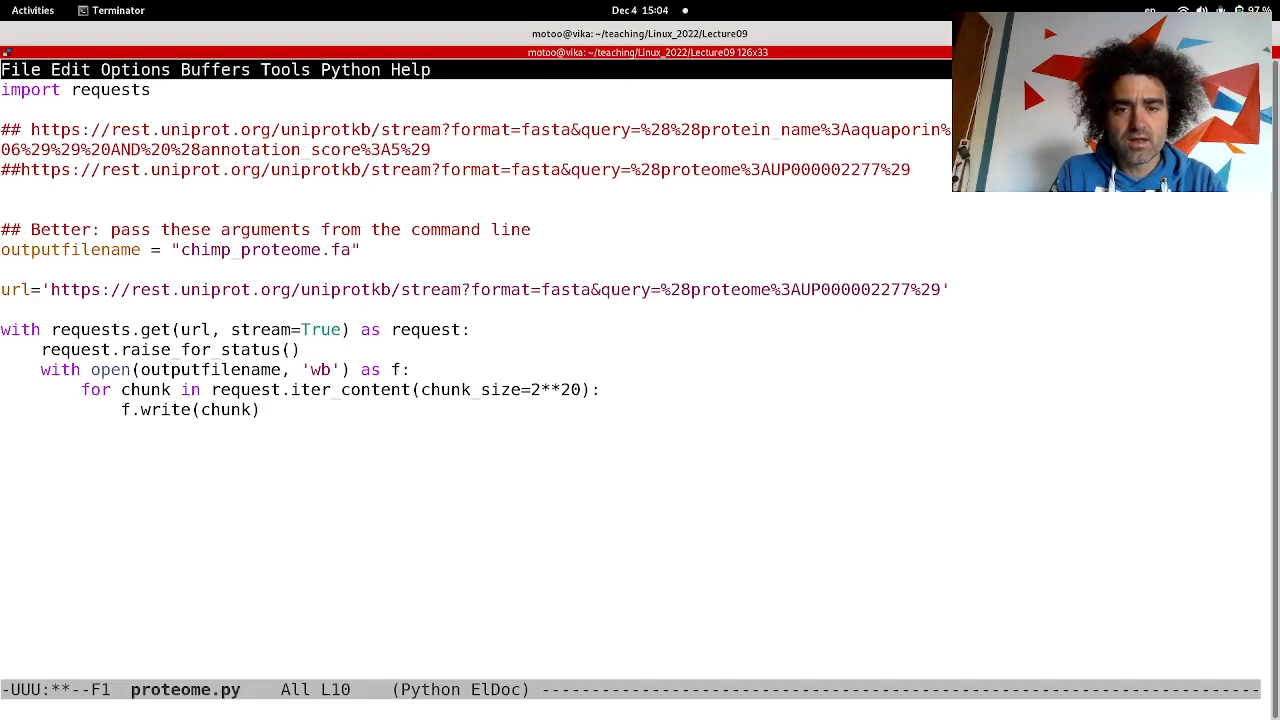 Activities Terminator Dec 4 15:04 en 97 %
motoo@vika: ~/teaching/Linux_2022/Lecture09
motoo@vika: ~/teaching/Linux_2022/Lecture09 126x33
File Edit Options Buffers Tools Python Help
import requests
## https://rest.uniprot.org/uniprotkb/stream?format=fasta&query=%28%28protein_name%3Aaquaporin%
06%29%29%20AND%20%28annotation_score%3A5%29
##https://rest.uniprot.org/uniprotkb/stream?format=fasta&query=%28proteome%3AUP000002277%29
## Better: pass these arguments from the command line
outputfilename = "chimp_proteome.fa"
url='https://rest.uniprot.org/uniprotkb/stream?format=fasta&query=%28proteome%3AUP000002277%29'
with requests.get(url, stream=True) as request:
    request.raise_for_status()
    with open(outputfilename, 'wb') as f:
        for chunk in request.iter_content(chunk_size=2**20):
            f.write(chunk)
-UUU:**--F1  proteome.py    All L10    (Python ElDoc) ------------------------------------------------------------------------